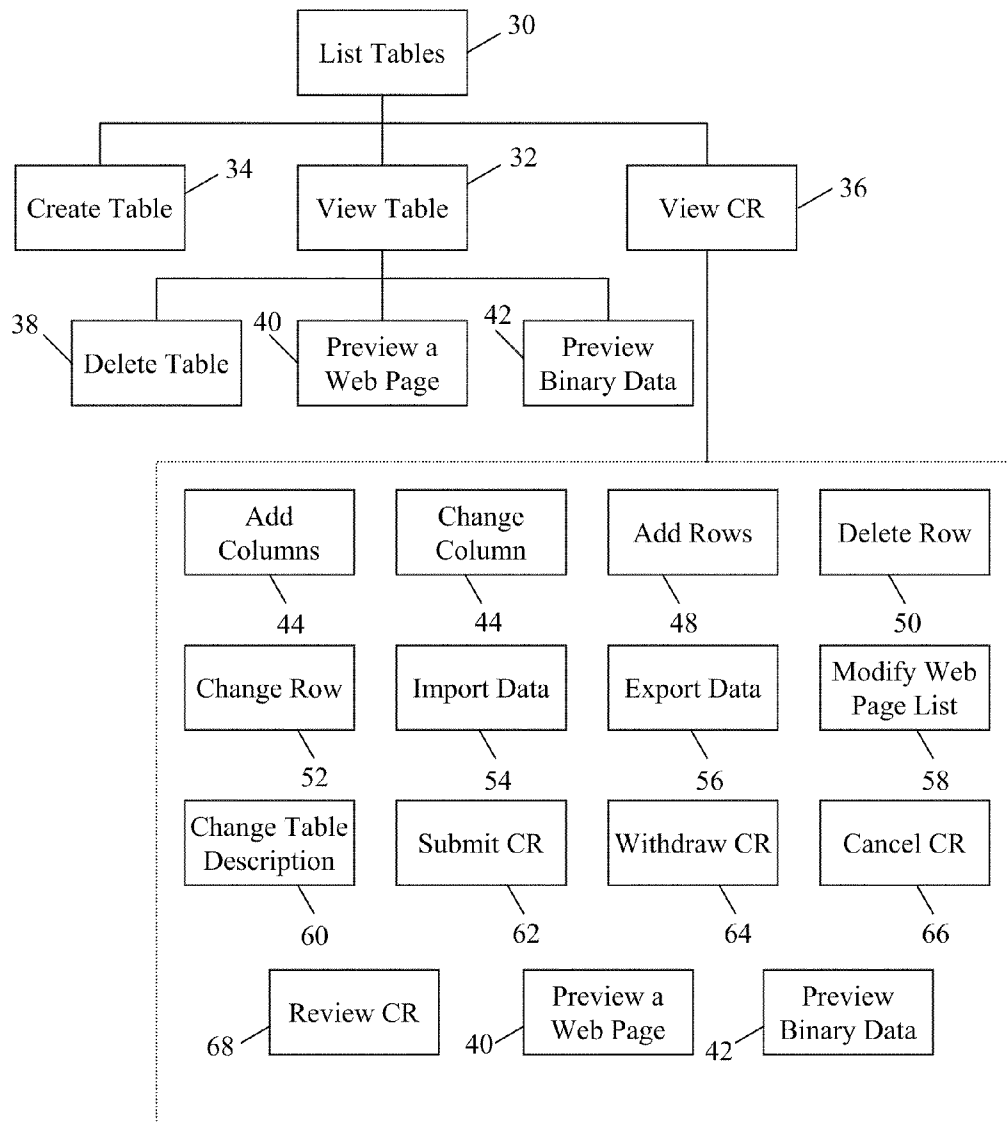 30
List Tables
34
32
36
Create Table
View Table
View CR
38
40
42
Delete Table
Preview a
Web Page
Preview
Binary Data
Add
Columns
Change
Column
Add Rows
Delete Row
44
44
48
50
Change Row
Import Data
Export Data
Modify Web
Page List
52
54
56
58
Change Table
Description
Submit CR
Withdraw CR
Cancel CR
60
62
64
66
Review CR
Preview a
Web Page
Preview
Binary Data
68
40
42